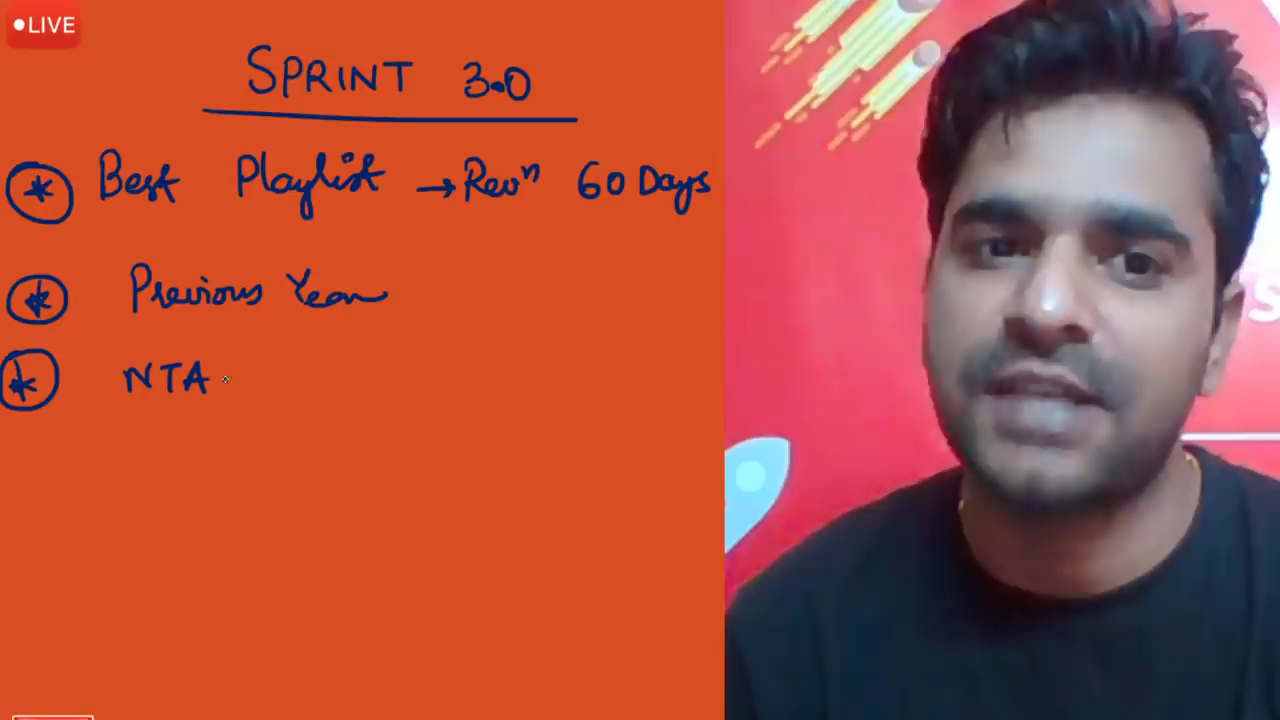 LIVE
SPRINT 3.0
Best Playlist → Revⁿ 60 Days
Previous Year
NTA
S